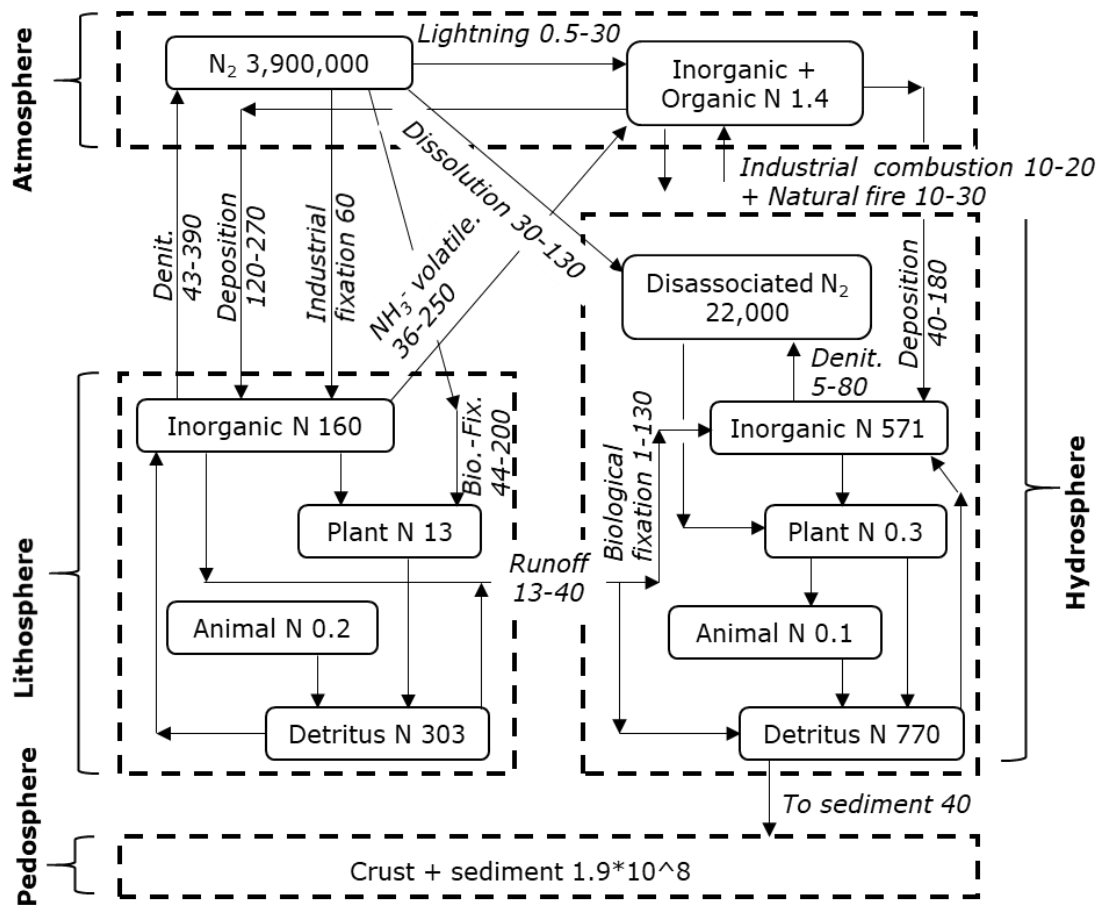 Atmosphere
N₂ 3,900,000
Lightning 0.5-30
Inorganic +
Organic N 1.4
Denit.
43-390
Deposition
120-270
Industrial
fixation 60
Dissolution 30-130
NH₃⁻ volatile.
36-250
Industrial combustion 10-20
+ Natural fire 10-30
Disassociated N₂
22,000
Deposition
40-180
Denit.
5-80
Lithosphere
Inorganic N 160
Bio.-Fix.
44-200
Plant N 13
Animal N 0.2
Detritus N 303
Runoff
13-40
Biological
fixation 1-130
Hydrosphere
Inorganic N 571
Plant N 0.3
Animal N 0.1
Detritus N 770
To sediment 40
Pedosphere
Crust + sediment 1.9*10^8